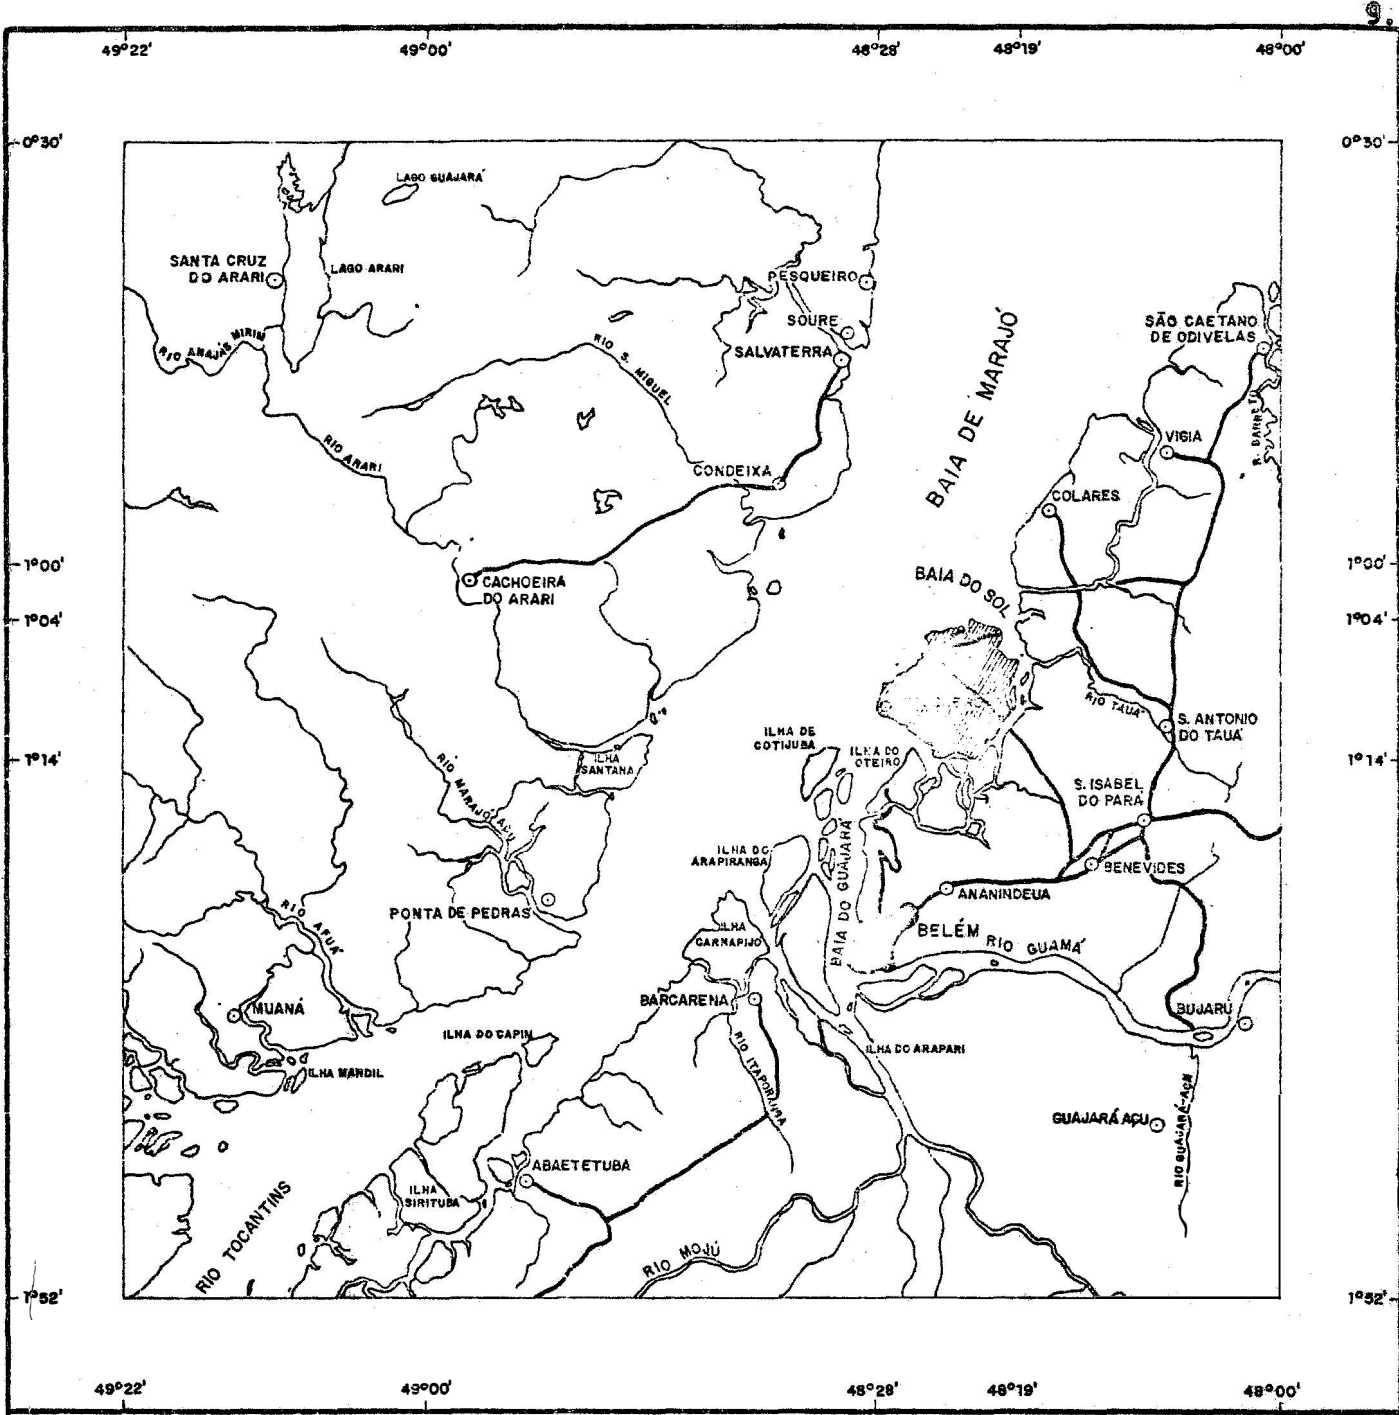 9.
49°22'
49°00'
48°28'
48°19'
48°00'
0°30'
0°30'
LAGO GUAJARÁ
SANTA CRUZ
DO ARARI
LAGO ARARI
PESQUEIRO
SOURE
SALVATERRA
RIO ANAJÁS MIRIM
RIO S. MIGUEL
BAIA DE MARAJÓ
SÃO CAETANO
DE ODIVELAS
R. BARRETO
VIGIA
RIO ARARI
CONDEIXA
COLARES
1°00'
1°00'
CACHOEIRA
DO ARARI
BAIA DO SOL
1°04'
1°04'
RIO TAUÁ
S. ANTONIO
DO TAUÁ
ILHA DE
COTIJUBA
ILHA DO
OTEIRO
1°14'
1°14'
ILHA
SANTANA
RIO MARAJÓ AÇU
S. ISABEL
DO PARÁ
ILHA DO
ARAPIRANGA
BAIA DO GUAJARÁ
BENEVIDES
ANANINDEUA
PONTA DE PEDRAS
RIO AFUÁ
ILHA
CARNAPIJÓ
BELÉM
RIO GUAMÁ
MUANÁ
BARCARENA
BUJARU
ILHA DO CAPIN
ILHA MANDIL
RIO ITAPORANGA
ILHA DO ARAPARI
GUAJARÁ AÇU
RIO GUAJARÁ-AÇU
ABAETETUBA
ILHA
SIRITUBA
RIO TOCANTINS
RIO MOJÚ
1°52'
1°52'
49°22'
49°00'
48°28'
48°19'
48°00'